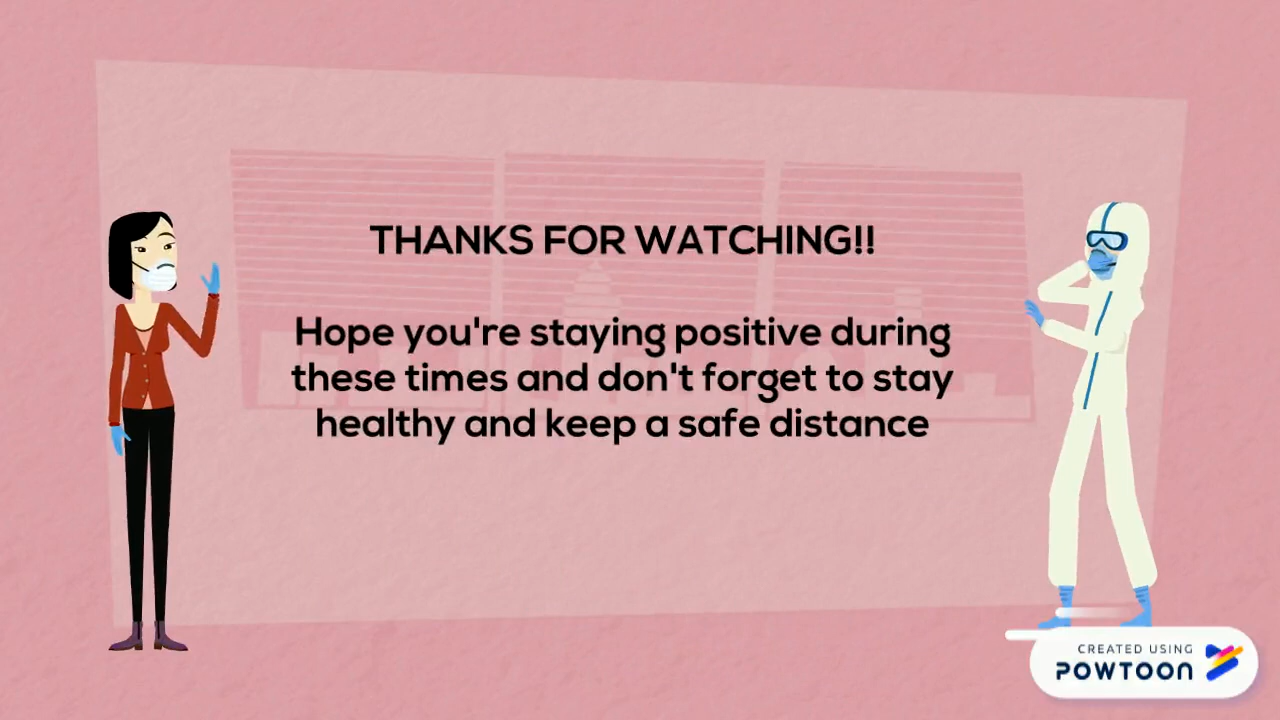 THANKS FOR WATCHING!!
Hope you're staying positive during
these times and don't forget to stay
healthy and keep a safe distance
CREATED USING
POWTOON